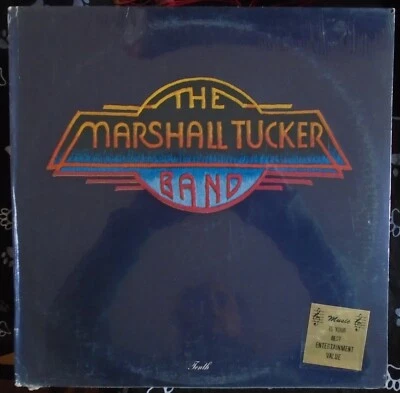 THE
MARSHALL TUCKER
BAND
Music
IS YOUR
BEST
ENTERTAINMENT
VALUE
Tenth